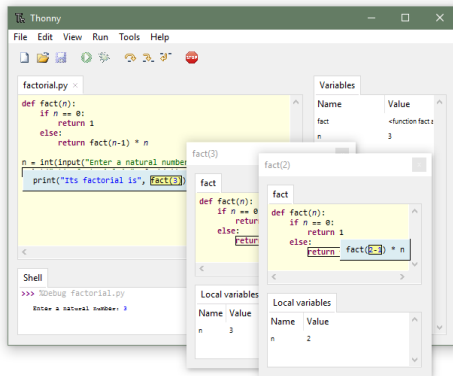 Thonny
File Edit View Run Tools Help
factorial.py
def fact(n):
if n == 0:
return 1
else:
return fact(n-1) * n
n = int(input("Enter a natural number
print("Its factorial is", fact(3))
Shell
>>> %Debug factorial.py
Enter a natural number: 3
Variables
Name Value
fact <function fact a
n 3
fact(3)
fact
def fact(n):
if n == 0
retur
else:
retur
Local variables
Name Value
n 3
fact(2)
fact
def fact(n):
if n == 0:
return 1
else:
return fact(2-1) * n
Local variables
Name Value
n 2